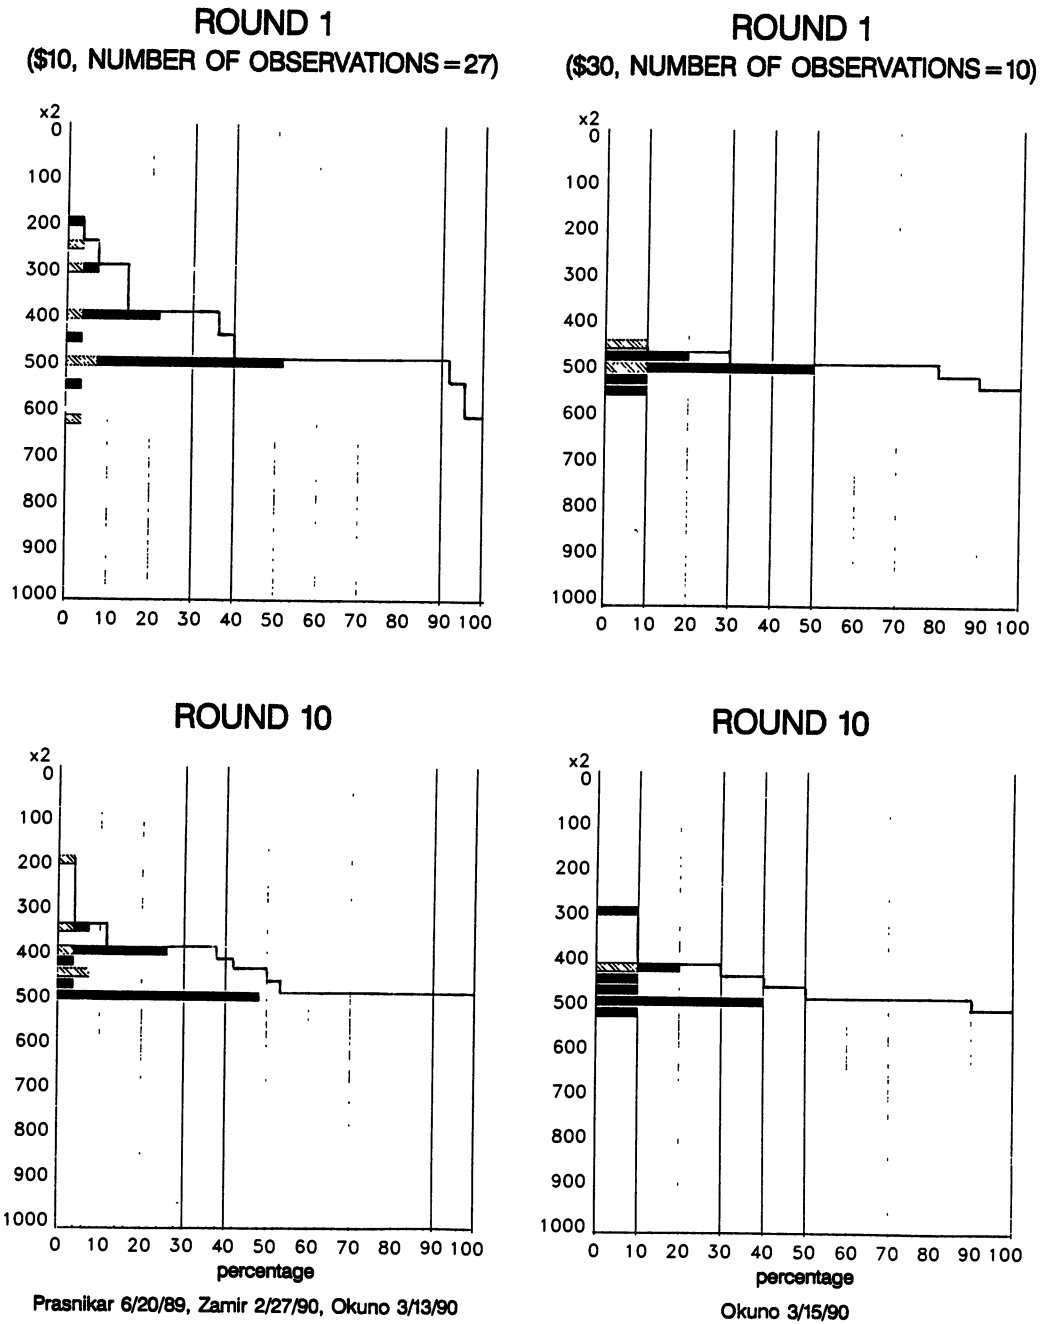 ROUND 1
($10, NUMBER OF OBSERVATIONS=27)
x2
0
100
200
300
400
500
600
700
800
900
1000
0 10 20 30 40 50 60 70 80 90 100
ROUND 1
($30, NUMBER OF OBSERVATIONS=10)
x2
0
100
200
300
400
500
600
700
800
900
1000
0 10 20 30 40 50 60 70 80 90 100
ROUND 10
x2
0
100
200
300
400
500
600
700
800
900
1000
0 10 20 30 40 50 60 70 80 90 100
percentage
Prasnikar 6/20/89, Zamir 2/27/90, Okuno 3/13/90
ROUND 10
x2
0
100
200
300
400
500
600
700
800
900
1000
0 10 20 30 40 50 60 70 80 90 100
percentage
Okuno 3/15/90